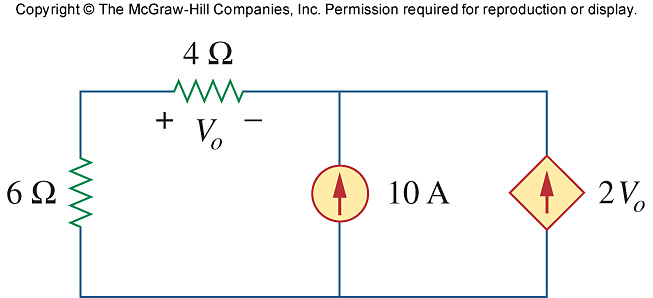 Copyright © The McGraw-Hill Companies, Inc. Permission required for reproduction or display.
4 Ω
+ Vₒ −
6 Ω
10 A
2Vₒ